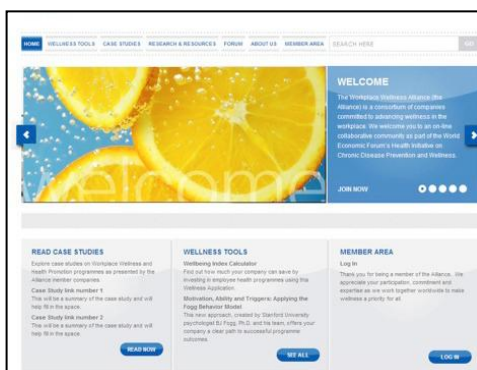 HOME WELLNESS TOOLS CASE STUDIES RESEARCH & RESOURCES FORUM ABOUT US MEMBER AREA SEARCH HERE GO
welcome
WELCOME
The Workplace Wellness Alliance (the
Alliance) is a consortium of companies
committed to advancing wellness in the
workplace. We welcome you to an on-line
collaborative community as part of the World
Economic Forum's Health Initiative on
Chronic Disease Prevention and Wellness.
JOIN NOW
READ CASE STUDIES
Explore case studies on Workplace Wellness and
Health Promotion programmes as presented by the
Alliance member companies.
Case Study link number 1
This will be a summary of the case study and will
help fill in the space.
Case Study link number 2
This will be a summary of the case study and will
help fill in the space.
READ NOW
WELLNESS TOOLS
Wellbeing Index Calculator
Find out how much your company can save by
investing in employee health programmes using the
Wellness Application.
Motivation, Ability and Triggers: Applying the
Fogg Behavior Model
This new approach, created by Stanford University
psychologist BJ Fogg, Ph.D. and his team, offers your
company a clear path to successful programme
outcomes.
SEE ALL
MEMBER AREA
Log In
Thank you for being a member of the Alliance. We
appreciate your participation, commitment and
expertise as we work together worldwide to make
wellness a priority for all.
LOG IN